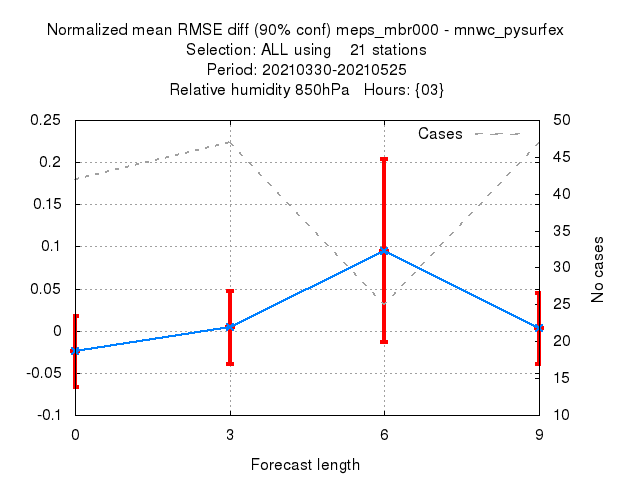 Normalized mean RMSE diff (90% conf) meps_mbr000 - mnwc_pysurfex
Selection: ALL using    21 stations
Period: 20210330-20210525
Relative humidity 850hPa   Hours: {03}
Cases
0.25
0.2
0.15
0.1
0.05
0
-0.05
-0.1
50
45
40
35
30
25
20
15
10
No cases
0 3 6 9
Forecast length